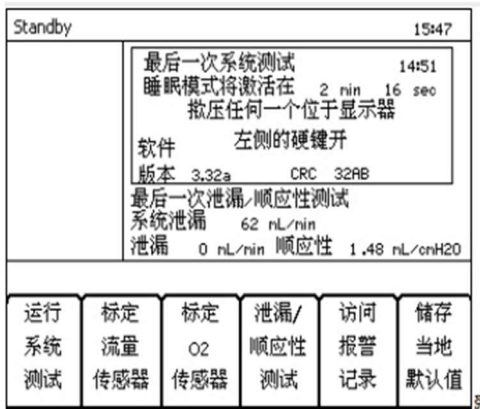 Standby 15:47
最后一次系统测试 14:51
睡眠模式将激活在 2 min 16 sec
揿压任何一个位于显示器
左侧的硬键开
软件
版本 3.32a CRC 32AB
最后一次泄漏/顺应性测试
系统泄漏 62 mL/min
泄漏 0 mL/min 顺应性 1.48 mL/cmH2O
运行 标定 标定 泄漏/ 访问 储存
系统 流量 O2 顺应性 报警 当地
测试 传感器 传感器 测试 记录 默认值